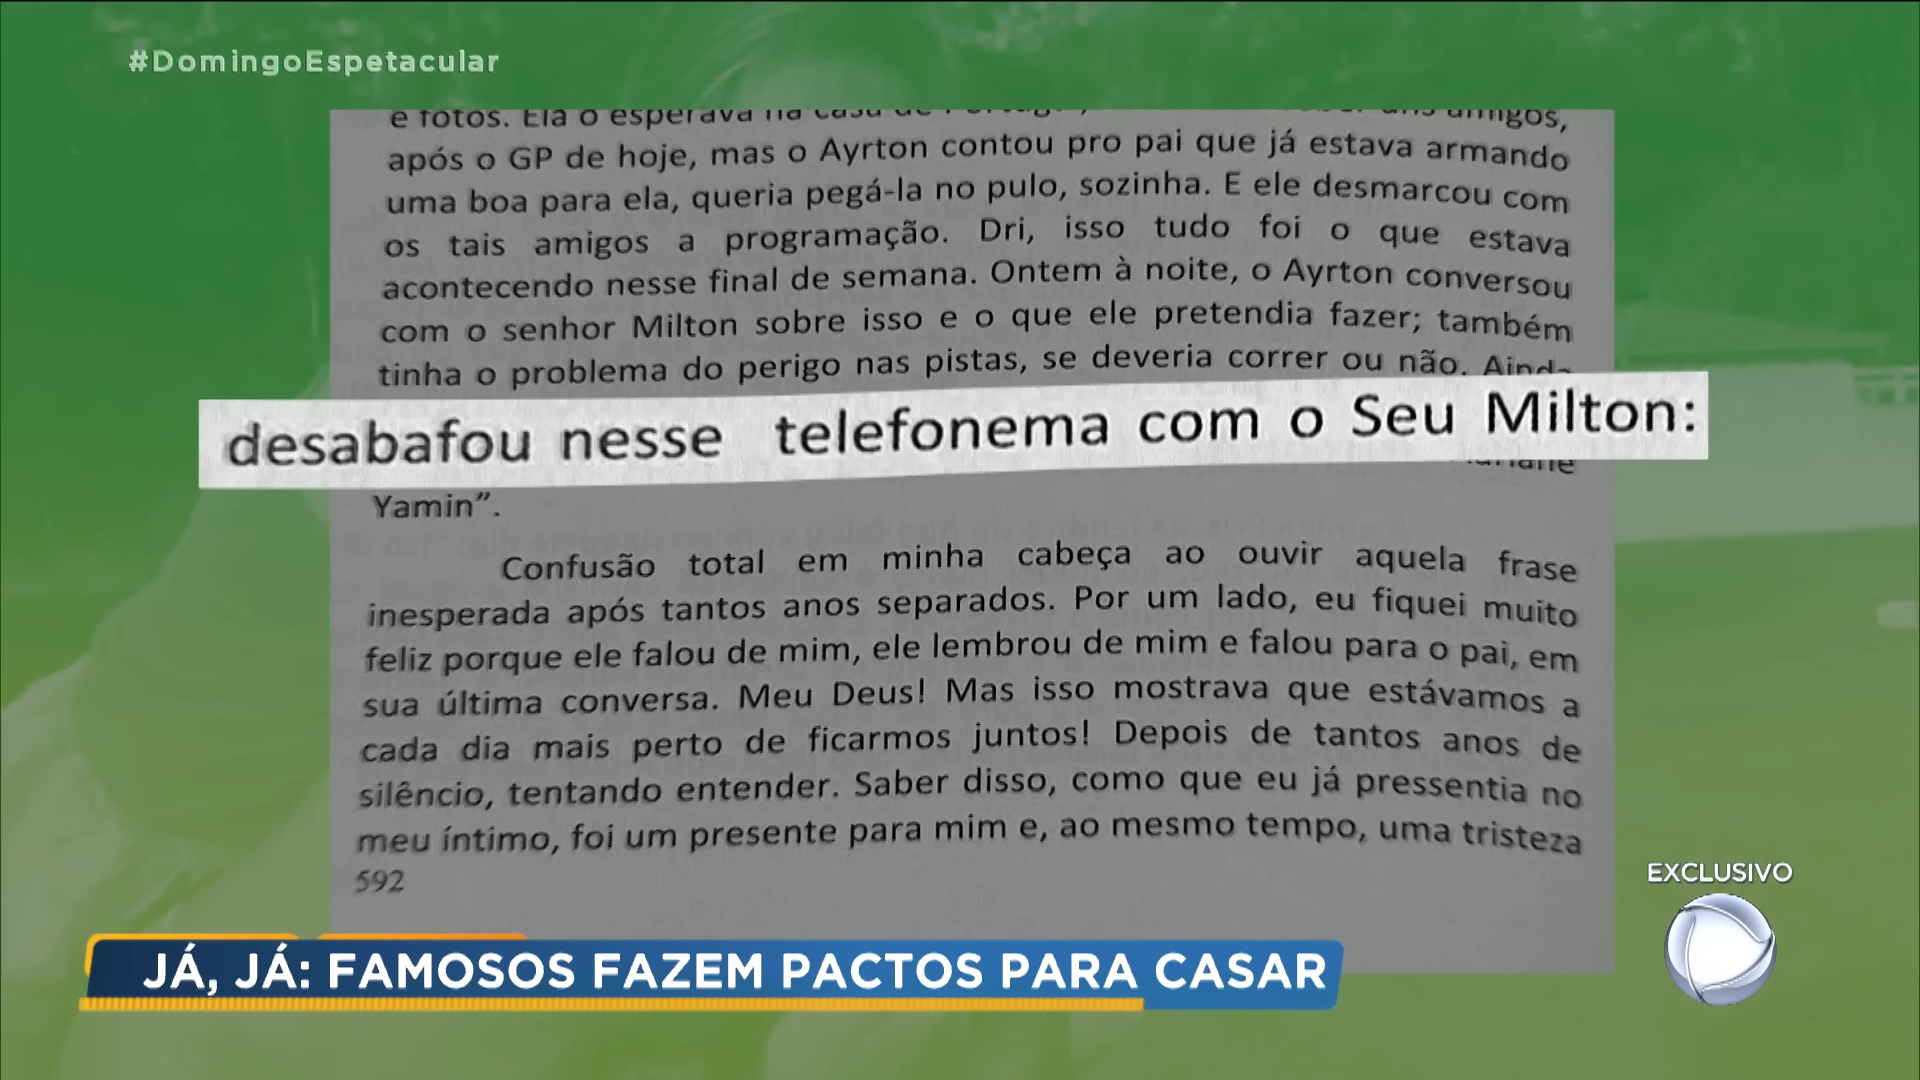 #DomingoEspetacular
e fotos. Ela o esperava na casa de amigos,
após o GP de hoje, mas o Ayrton contou pro pai que já estava armando
uma boa para ela, queria pegá-la no pulo, sozinha. E ele desmarcou com
os tais amigos a programação. Dri, isso tudo foi o que estava
acontecendo nesse final de semana. Ontem à noite, o Ayrton conversou
com o senhor Milton sobre isso e o que ele pretendia fazer; também
tinha o problema do perigo nas pistas, se deveria correr ou não. Ainda
desabafou nesse telefonema com o Seu Milton:
Yamin”.
Confusão total em minha cabeça ao ouvir aquela frase
inesperada após tantos anos separados. Por um lado, eu fiquei muito
feliz porque ele falou de mim, ele lembrou de mim e falou para o pai, em
sua última conversa. Meu Deus! Mas isso mostrava que estávamos a
cada dia mais perto de ficarmos juntos! Depois de tantos anos de
silêncio, tentando entender. Saber disso, como que eu já pressentia no
meu íntimo, foi um presente para mim e, ao mesmo tempo, uma tristeza
592
EXCLUSIVO
JÁ, JÁ: FAMOSOS FAZEM PACTOS PARA CASAR